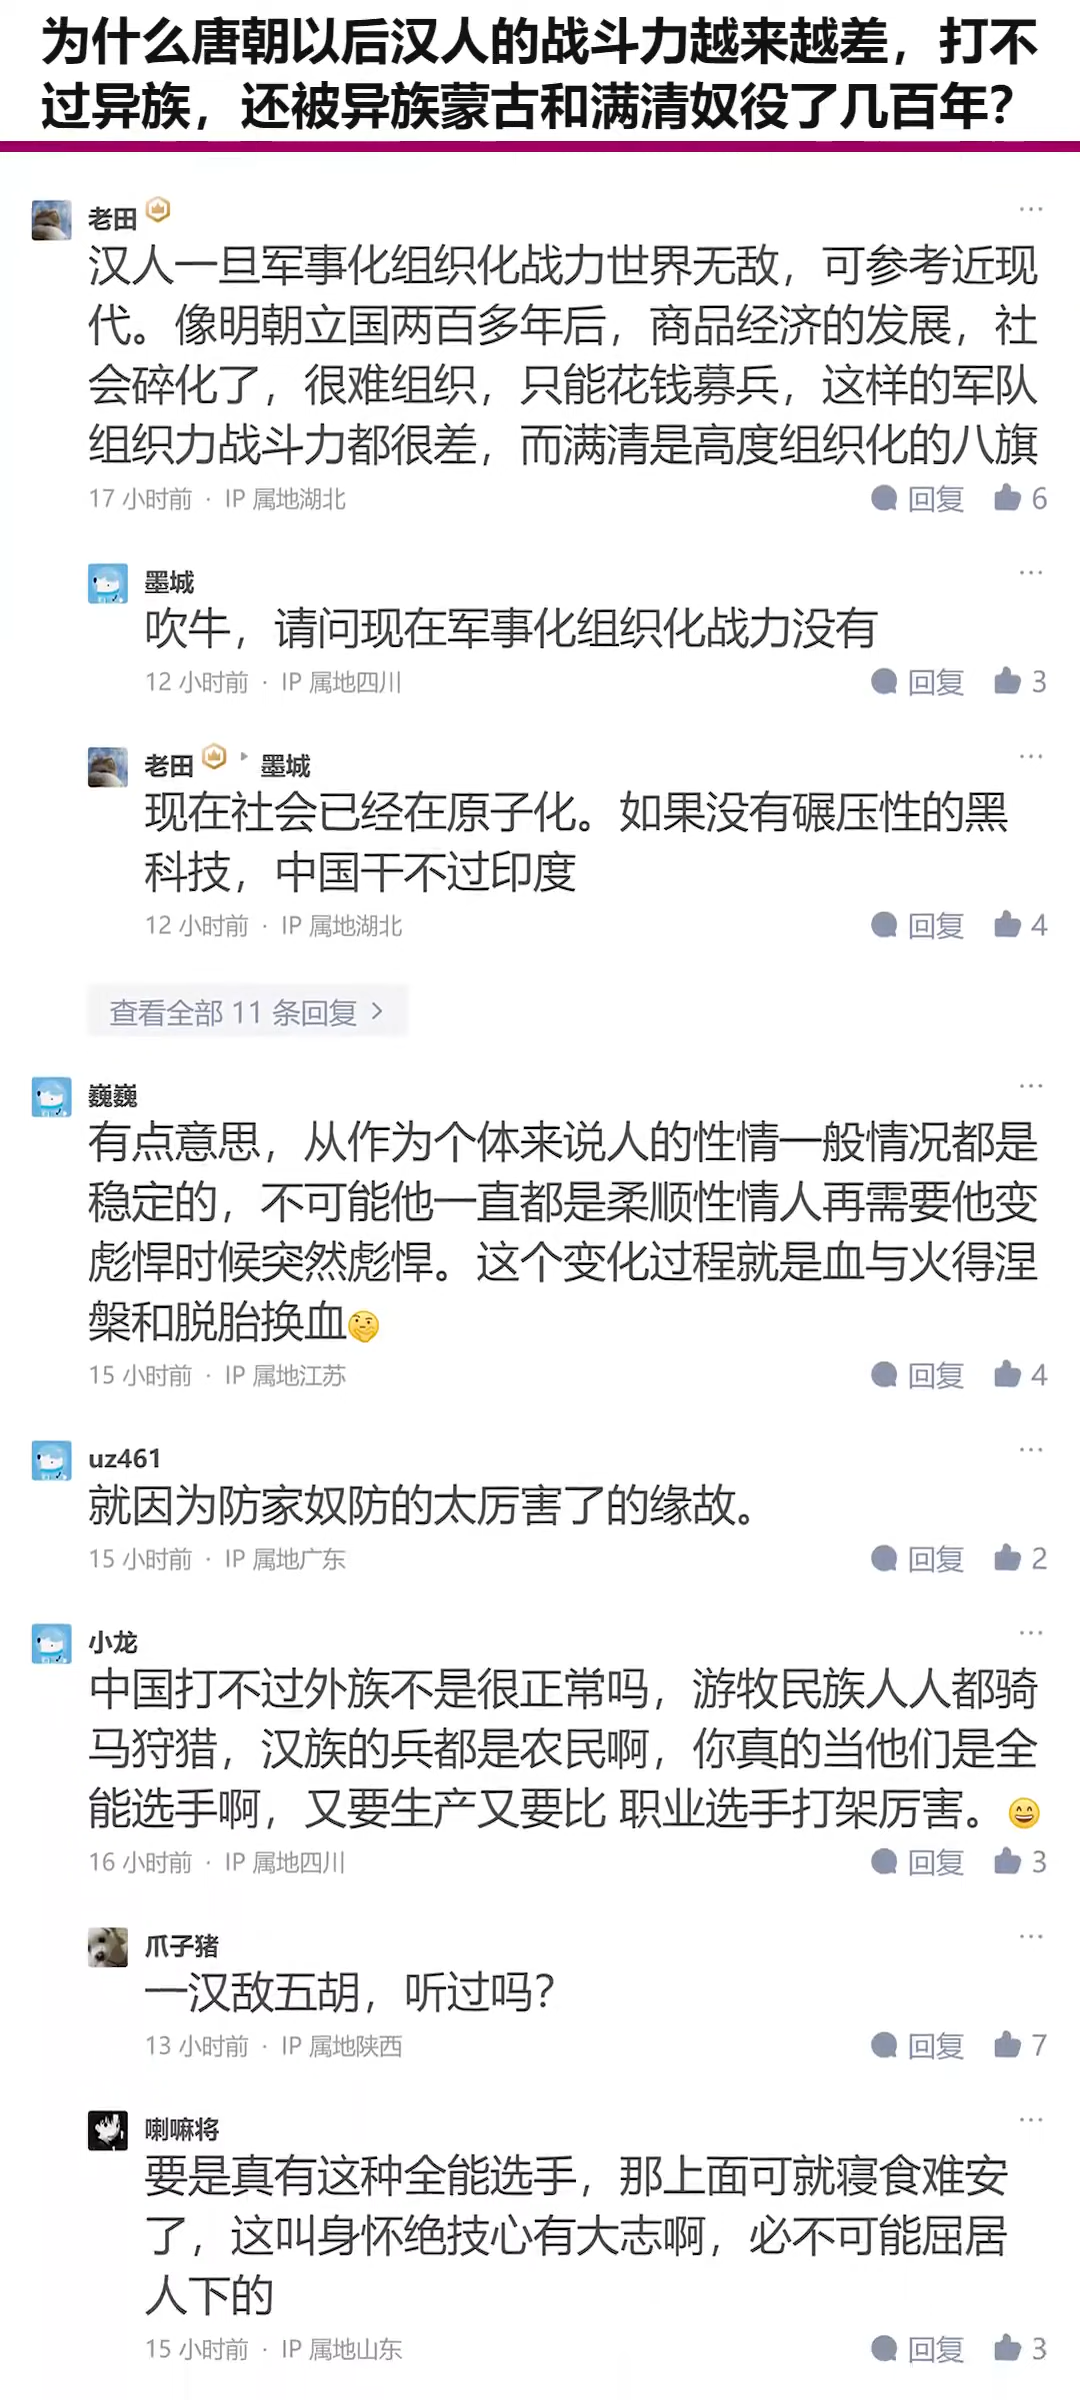 为什么唐朝以后汉人的战斗力越来越差，打不
过异族，还被异族蒙古和满清奴役了几百年？
老田
汉人一旦军事化组织化战力世界无敌，可参考近现
代。像明朝立国两百多年后，商品经济的发展，社
会碎化了，很难组织，只能花钱募兵，这样的军队
组织力战斗力都很差，而满清是高度组织化的八旗
17 小时前 · IP 属地湖北 回复 6
墨城
吹牛，请问现在军事化组织化战力没有
12 小时前 · IP 属地四川 回复 3
老田 墨城
现在社会已经在原子化。如果没有碾压性的黑
科技，中国干不过印度
12 小时前 · IP 属地湖北 回复 4
查看全部 11 条回复 >
巍巍
有点意思，从作为个体来说人的性情一般情况都是
稳定的，不可能他一直都是柔顺性情人再需要他变
彪悍时候突然彪悍。这个变化过程就是血与火得涅
槃和脱胎换血🤔
15 小时前 · IP 属地江苏 回复 4
uz461
就因为防家奴防的太厉害了的缘故。
15 小时前 · IP 属地广东 回复 2
小龙
中国打不过外族不是很正常吗，游牧民族人人都骑
马狩猎，汉族的兵都是农民啊，你真的当他们是全
能选手啊，又要生产又要比 职业选手打架厉害。😄
16 小时前 · IP 属地四川 回复 3
爪子猪
一汉敌五胡，听过吗？
13 小时前 · IP 属地陕西 回复 7
喇嘛将
要是真有这种全能选手，那上面可就寝食难安
了，这叫身怀绝技心有大志啊，必不可能屈居
人下的
15 小时前 · IP 属地山东 回复 3